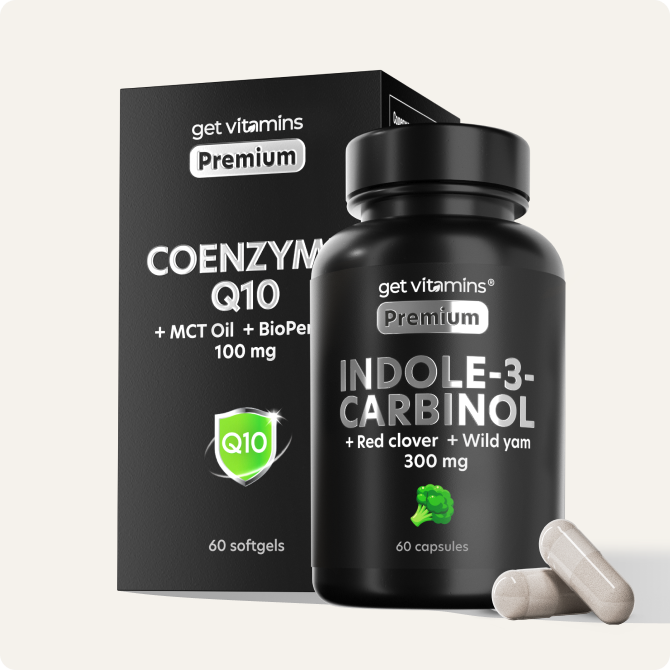 get vitamins
Premium
COENZYM
Q10
+ MCT Oil + BioPer
100 mg
Q10
60 softgels
get vitamins®
Premium
INDOLE-3-
CARBINOL
+ Red clover + Wild yam
300 mg
60 capsules